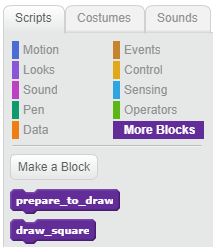 Scripts Costumes Sounds
Motion Events
Looks Control
Sound Sensing
Pen Operators
Data More Blocks
Make a Block
prepare_to_draw
draw_square